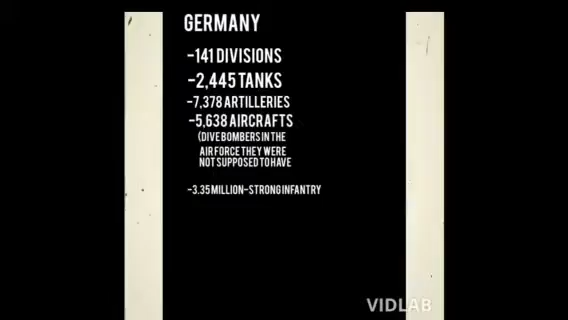 GERMANY
-141 DIVISIONS
-2,445 TANKS
-7,378 ARTILLERIES
-5,638 AIRCRAFTS
(DIVE BOMBERS IN THE
AIR FORCE THEY WERE
NOT SUPPOSED TO HAVE
-3.35 MILLION-STRONG INFANTRY
VIDLAB